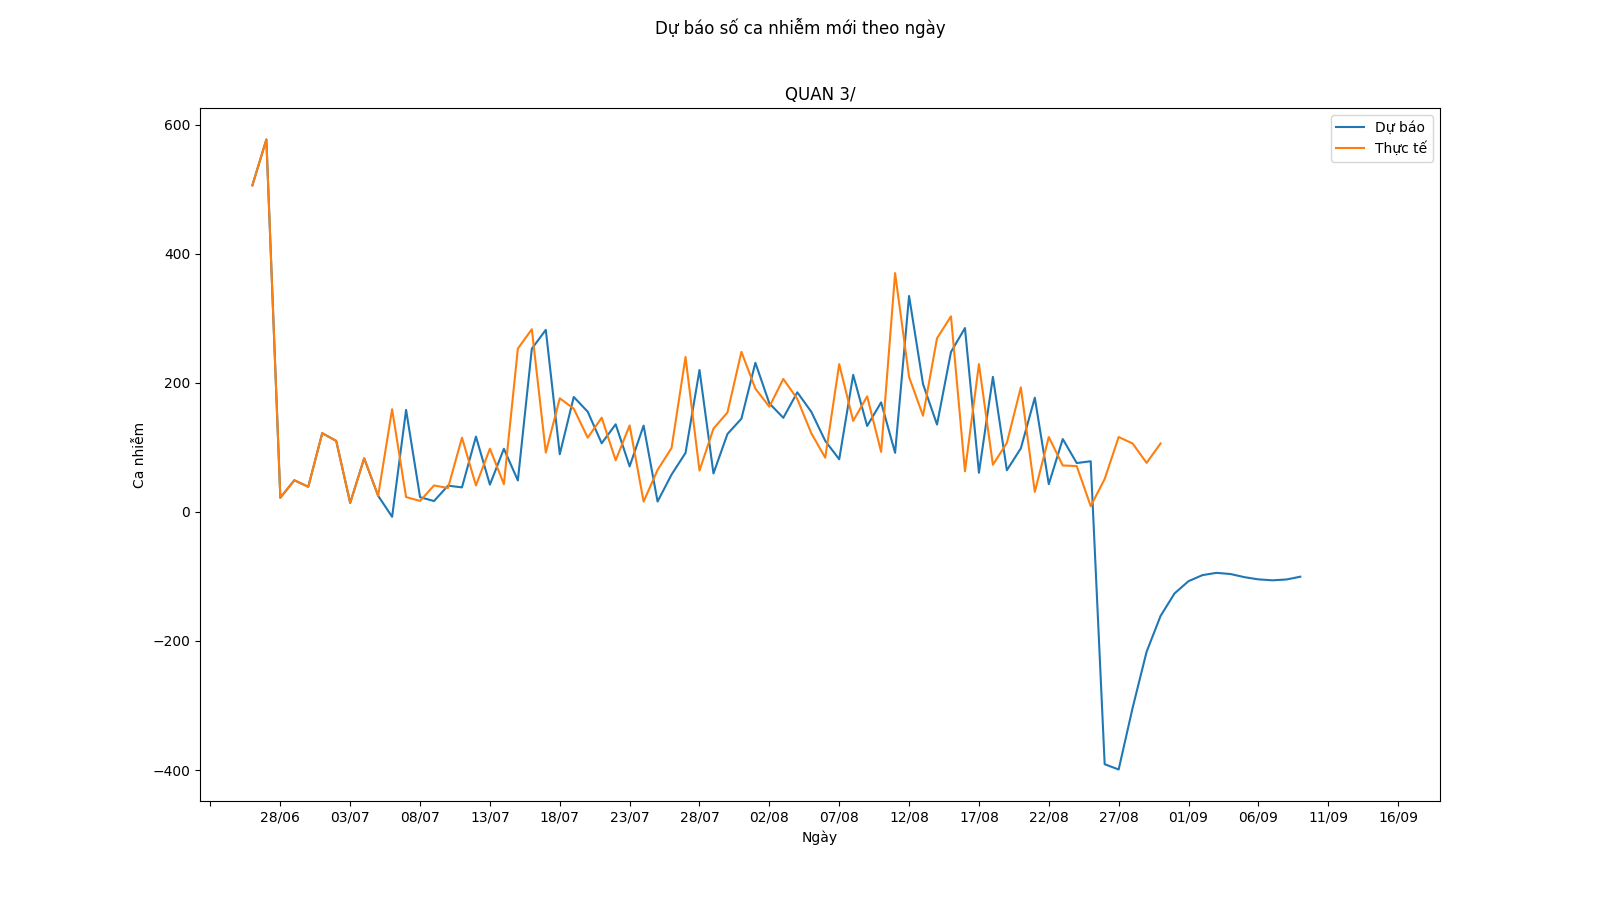 Dự báo số ca nhiễm mới theo ngày
QUAN 3/
Dự báo
Thực tế
600
400
200
0
−200
−400
Ca nhiễm
28/06 03/07 08/07 13/07 18/07 23/07 28/07 02/08 07/08 12/08 17/08 22/08 27/08 01/09 06/09 11/09 16/09
Ngày